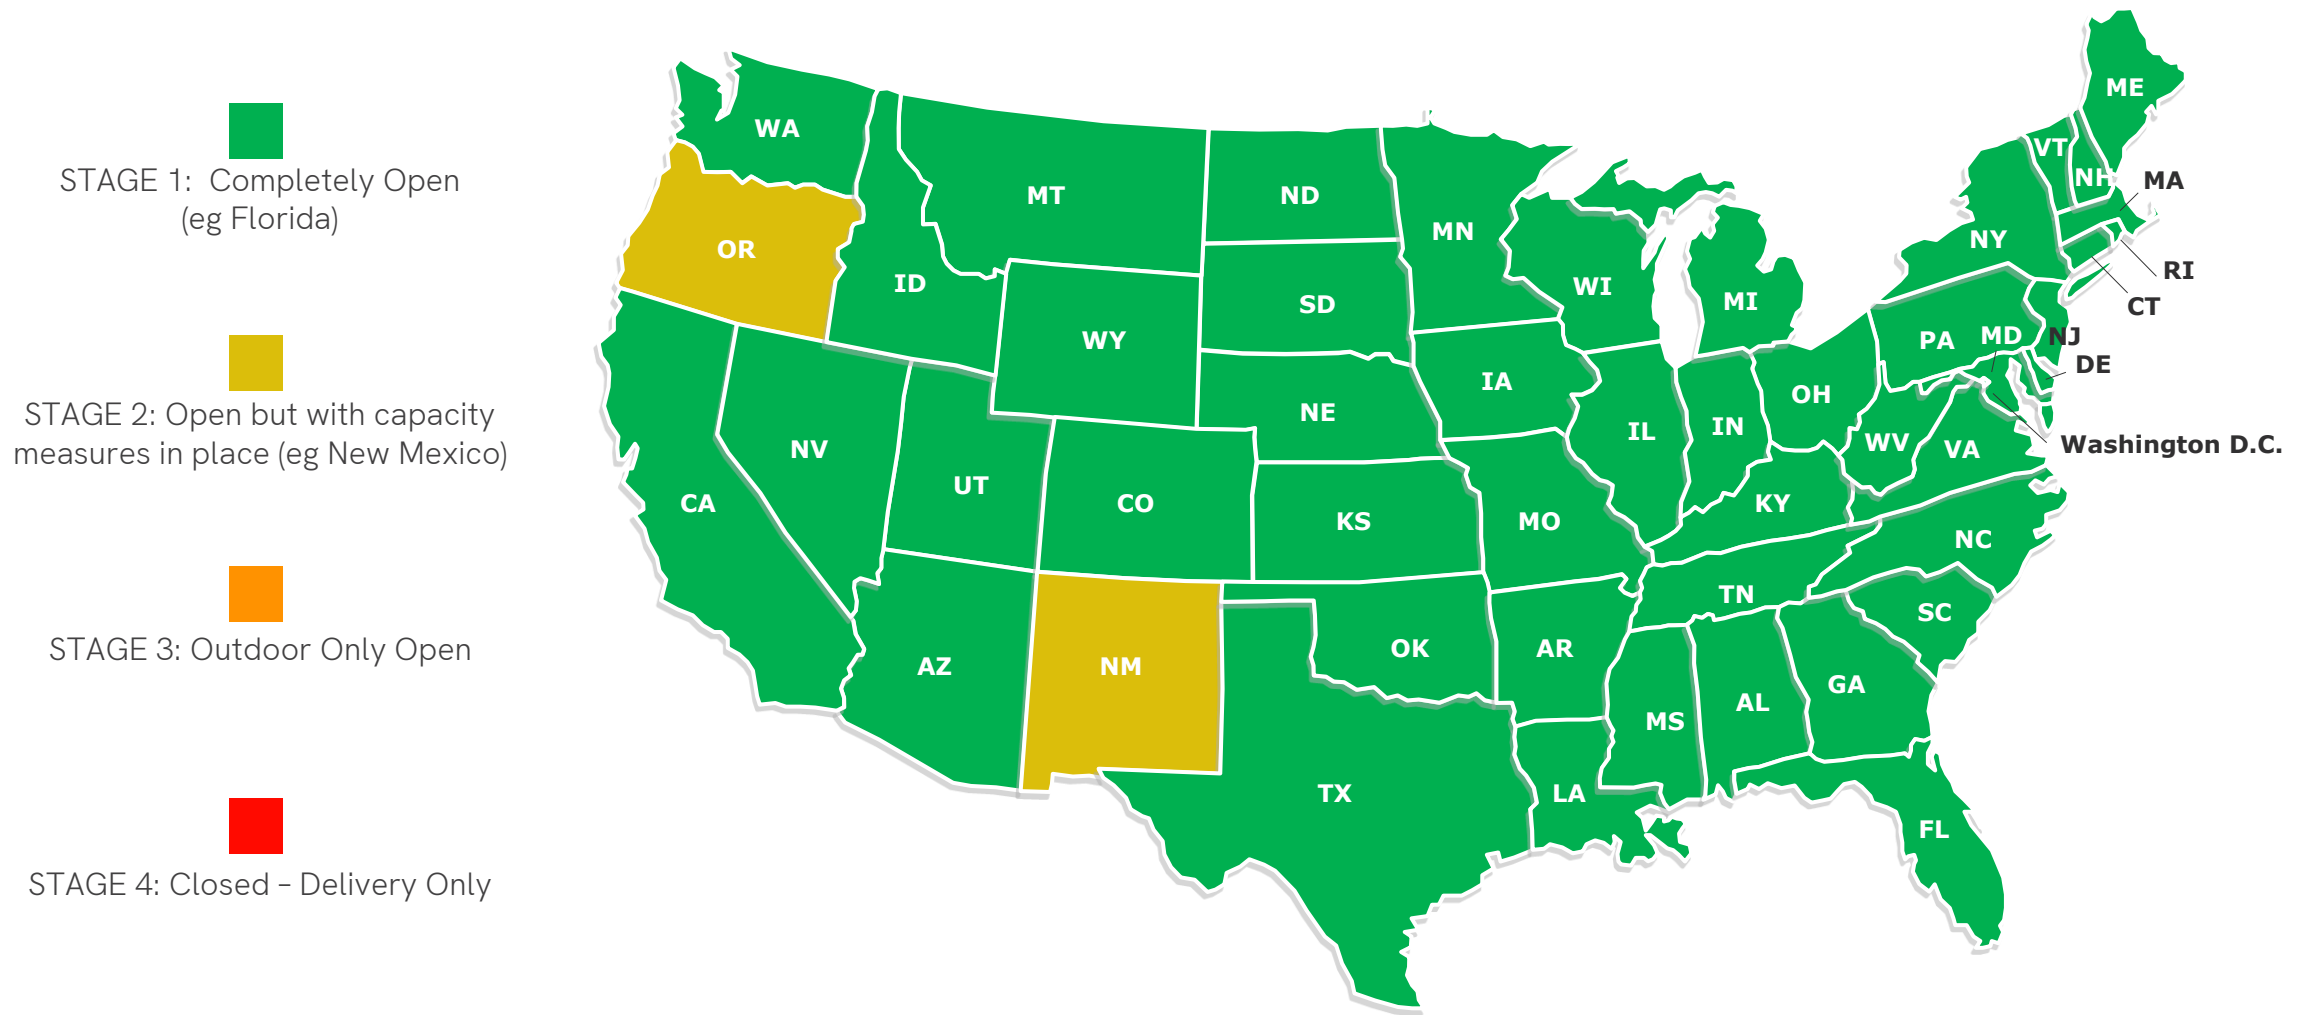 STAGE 1:  Completely Open
(eg Florida)
STAGE 2: Open but with capacity
measures in place (eg New Mexico)
STAGE 3: Outdoor Only Open
STAGE 4: Closed – Delivery Only
ME
WA
VT
NH
MA
MT
ND
OR
MN
NY
RI
ID
WI
CT
SD
MI
WY
PA
MD
NJ
DE
IA
NE
OH
NV
IL
IN
WV
VA
Washington D.C.
UT
CA
CO
KS
MO
KY
NC
TN
SC
AZ
NM
OK
AR
GA
MS
AL
TX
LA
FL